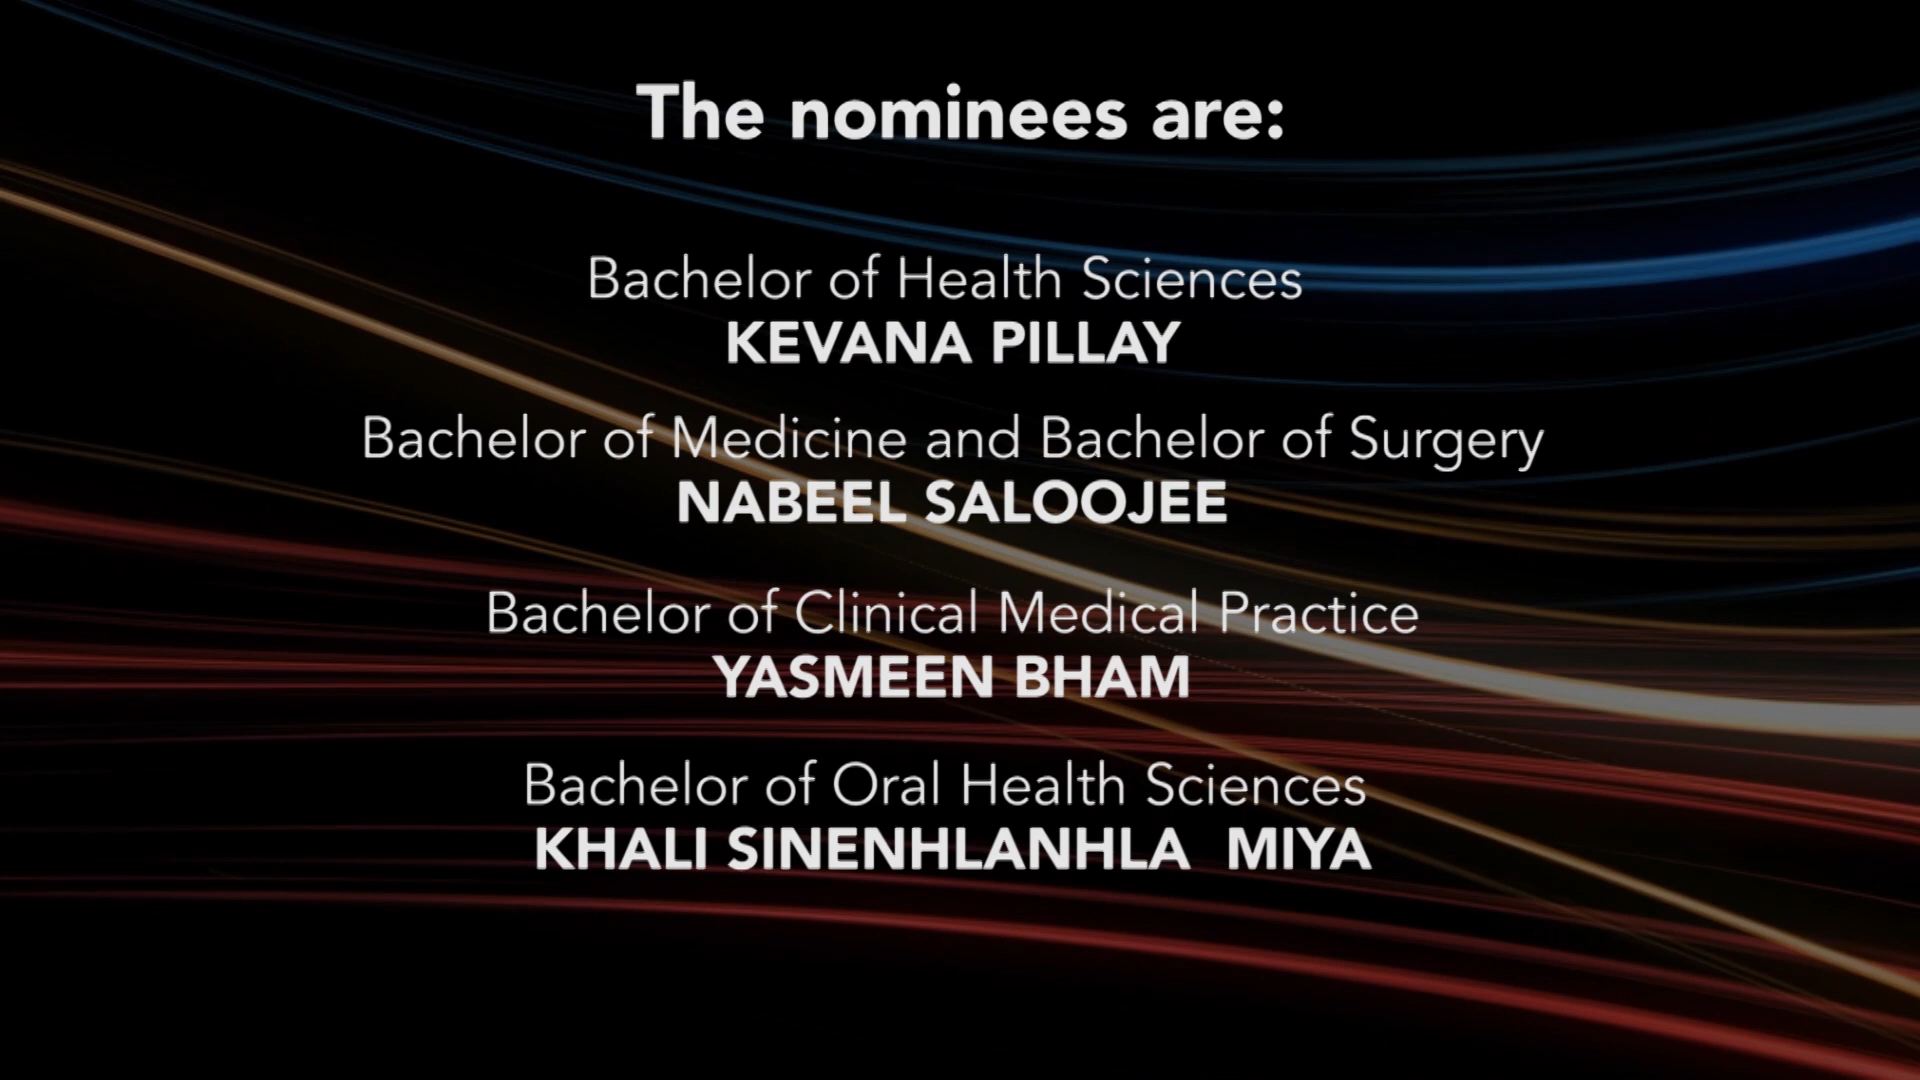 The nominees are:
Bachelor of Health Sciences
KEVANA PILLAY
Bachelor of Medicine and Bachelor of Surgery
NABEEL SALOOJEE
Bachelor of Clinical Medical Practice
YASMEEN BHAM
Bachelor of Oral Health Sciences
KHALI SINENHLANHLA  MIYA